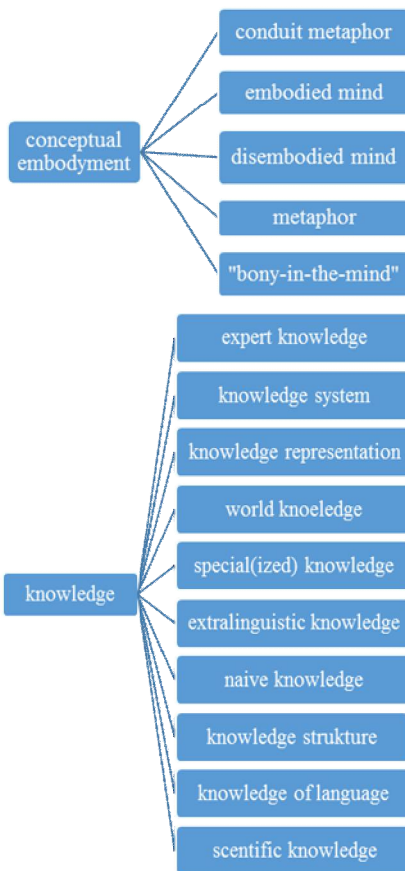 conceptual
embodyment
conduit metaphor
embodied mind
disembodied mind
metaphor
"bony-in-the-mind"
knowledge
expert knowledge
knowledge system
knowledge representation
world knoeledge
special(ized) knowledge
extralinguistic knowledge
naive knowledge
knowledge strukture
knowledge of language
scentific knowledge